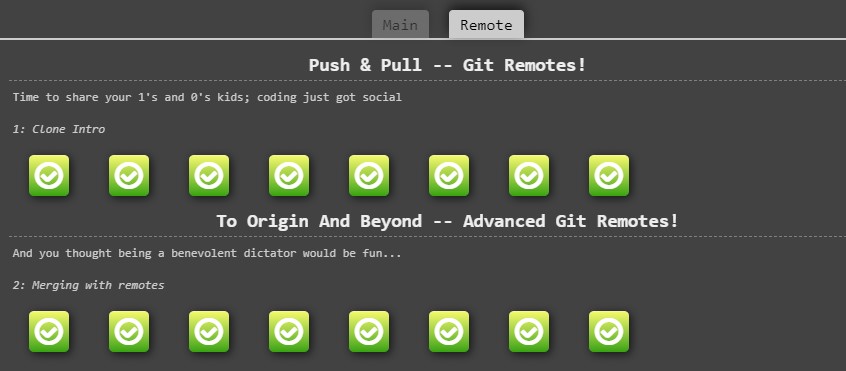 Main
Remote
Push & Pull -- Git Remotes!
Time to share your 1's and 0's kids; coding just got social
1: Clone Intro
To Origin And Beyond -- Advanced Git Remotes!
And you thought being a benevolent dictator would be fun...
2: Merging with remotes